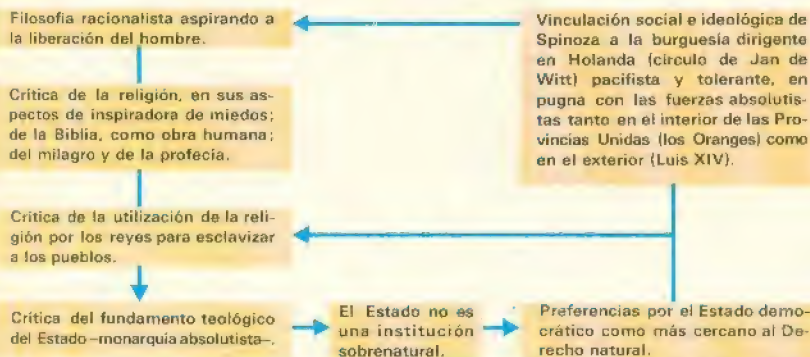 Filosofía racionalista aspirando a
la liberación del hombre.
Vinculación social e ideológica de
Spinoza a la burguesía dirigente
en Holanda (círculo de Jan de
Witt) pacifista y tolerante, en
pugna con las fuerzas absolutis-
tas tanto en el interior de las Pro-
vincias Unidas (los Oranges) como
en el exterior (Luis XIV).
Crítica de la religión, en sus as-
pectos de inspiradora de miedos;
de la Biblia, como obra humana;
del milagro y de la profecía.
Crítica de la utilización de la reli-
gión por los reyes para esclavizar
a los pueblos.
Crítica del fundamento teológico
del Estado –monarquía absolutista–.
El Estado no es
una institución
sobrenatural.
Preferencias por el Estado demo-
crático como más cercano al De-
recho natural.